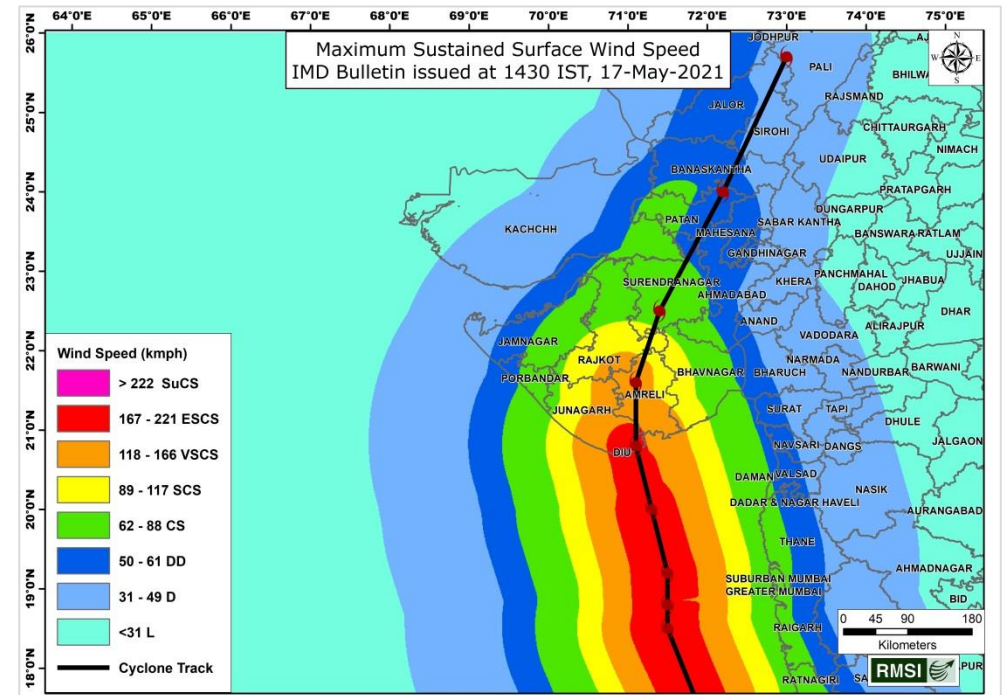 64°0'E 65°0'E 66°0'E 67°0'E 68°0'E 69°0'E 70°0'E 71°0'E 72°0'E 73°0'E 74°0'E 75°0'E
Maximum Sustained Surface Wind Speed
IMD Bulletin issued at 1430 IST, 17-May-2021
N
W E
S
26°0'N
25°0'N
24°0'N
23°0'N
22°0'N
21°0'N
20°0'N
19°0'N
18°0'N
JODHPUR
PALI
BHILW
JALOR
RAJSMAND
SIROHI
CHITTAURGARH
NIMACH
UDAIPUR
BANASKANTHA
PRATAPGARH
DUNGARPUR
PATAN
SABAR KANTHA
KACHCHH
MAHESANA
BANSWARA
RATLAM
GANDHINAGAR
UJJAIN
SURENDRANAGAR
KHERA
PANCHMAHAL
JHABUA
AHMADABAD
DAHOD
ANAND
DHAR
JAMNAGAR
VADODARA
ALIRAJPUR
RAJKOT
NARMADA
BARWANI
PORBANDAR
BHAVNAGAR
BHARUCH
NANDURBAR
AMRELI
JUNAGARH
SURAT
TAPI
DHULE
DIU
NAVSARI
DANGS
JALGAON
DAMAN
VALSAD
NASIK
DADAR & NAGAR HAVELI
AURANGABAD
THANE
AHMADNAGAR
SUBURBAN MUMBAI
GREATER MUMBAI
BID
RAIGARH
RATNAGIRI
SA
PUR
Wind Speed (kmph)
> 222 SuCS
167 - 221 ESCS
118 - 166 VSCS
89 - 117 SCS
62 - 88 CS
50 - 61 DD
31 - 49 D
<31 L
Cyclone Track
0 45 90 180
Kilometers
RMSI